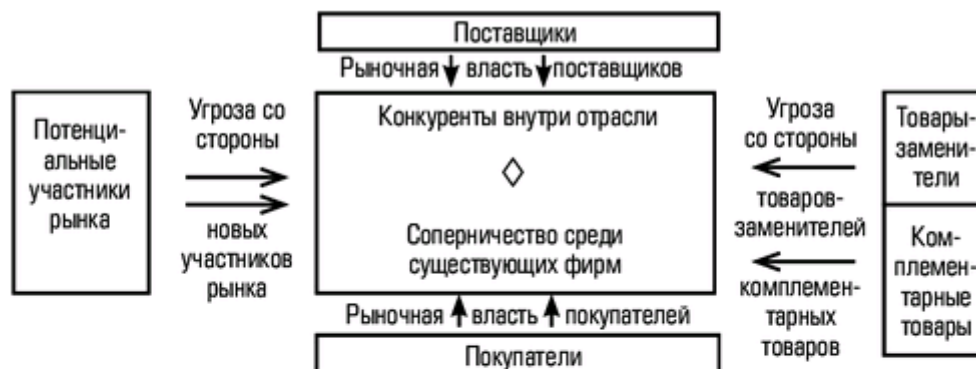 Поставщики
Рыночная власть поставщиков
Потенци-
альные
участники
рынка
Угроза со
стороны
новых
участников
рынка
Конкуренты внутри отрасли
Соперничество среди
существующих фирм
Угроза
со стороны
товаров-
заменителей
комплемен-
тарных
товаров
Товары-
замени-
тели
Ком-
племен-
тарные
товары
Рыночная власть покупателей
Покупатели